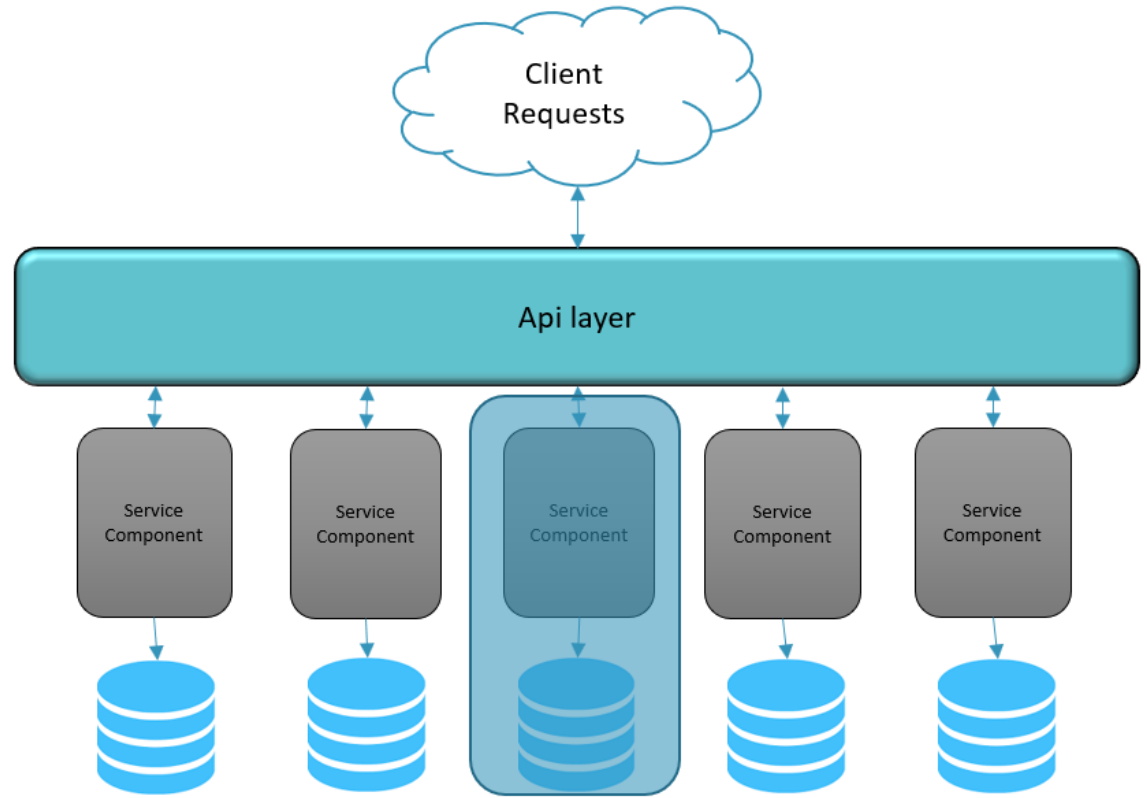 Client
Requests
Api layer
Service
Component
Service
Component
Service
Component
Service
Component
Service
Component